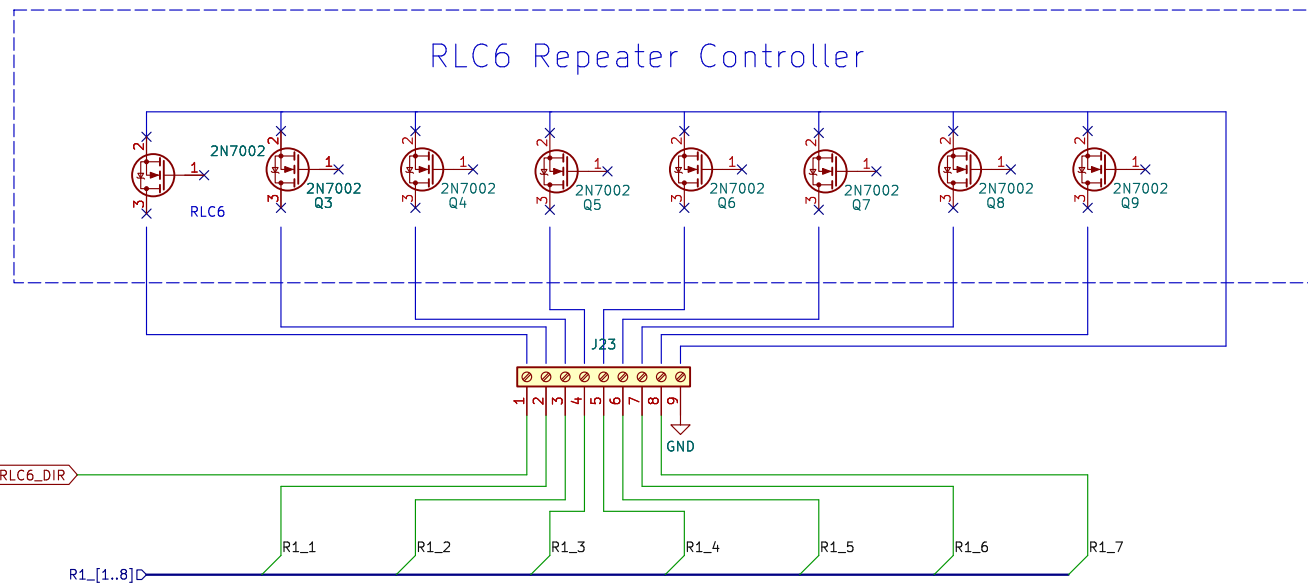 RLC6 Repeater Controller
2 2 2 2 2 2 2 2
2N7002
1 1 1 1 1 1 1 1
2N7002 2N7002 2N7002 2N7002 2N7002 2N7002 2N7002
3 3 3 3 3 3 3 3
RLC6 Q3 Q4 Q5 Q6 Q7 Q8 Q9
J23
1 2 3 4 5 6 7 8 9
GND
RLC6_DIR
R1_1 R1_2 R1_3 R1_4 R1_5 R1_6 R1_7
R1_[1..8]